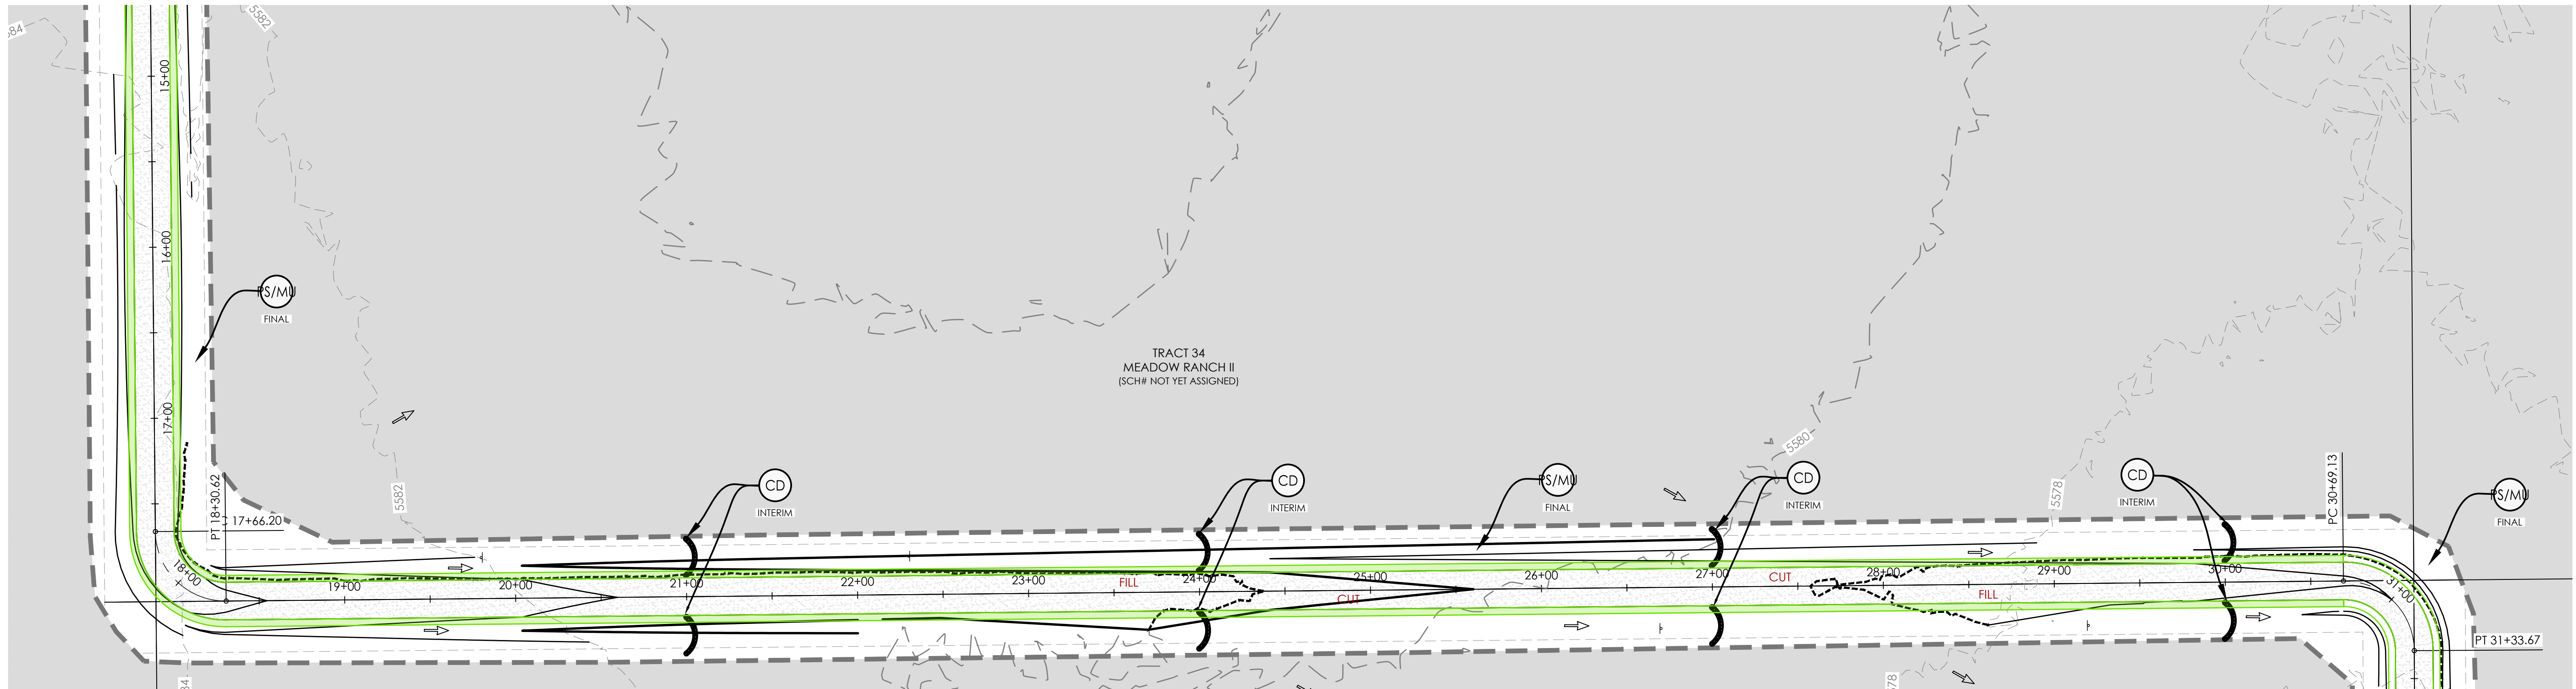 5582
15+00
16+00
PS/MU
FINAL
17+00
TRACT 34
MEADOW RANCH II
(SCH# NOT YET ASSIGNED)
5580
5582
5578
PT 18+30.62
17+66.20
CD
INTERIM
CD
INTERIM
PS/MU
FINAL
CD
INTERIM
CD
INTERIM
PC 30+69.13
PS/MU
FINAL
18+00
19+00
20+00
21+00
22+00
23+00
FILL
24+00
CUT
25+00
26+00
27+00
CUT
28+00
FILL
29+00
30+00
PT 31+33.67